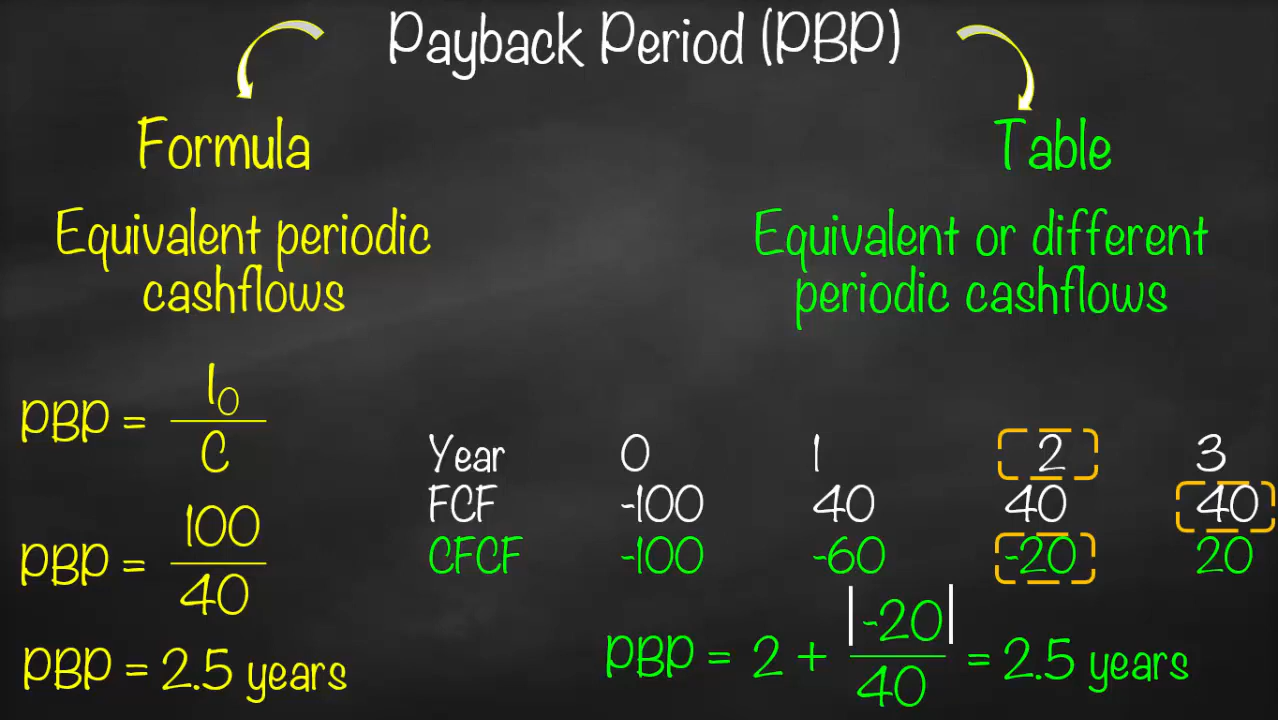 Payback Period (PBP)
Formula
Equivalent periodic
cashflows
PBP = I₀ / C
PBP = 100 / 40
PBP = 2.5 years
Table
Equivalent or different
periodic cashflows
Year 0 1 2 3
FCF -100 40 40 40
CFCF -100 -60 -20 20
PBP = 2 + |-20| / 40 = 2.5 years